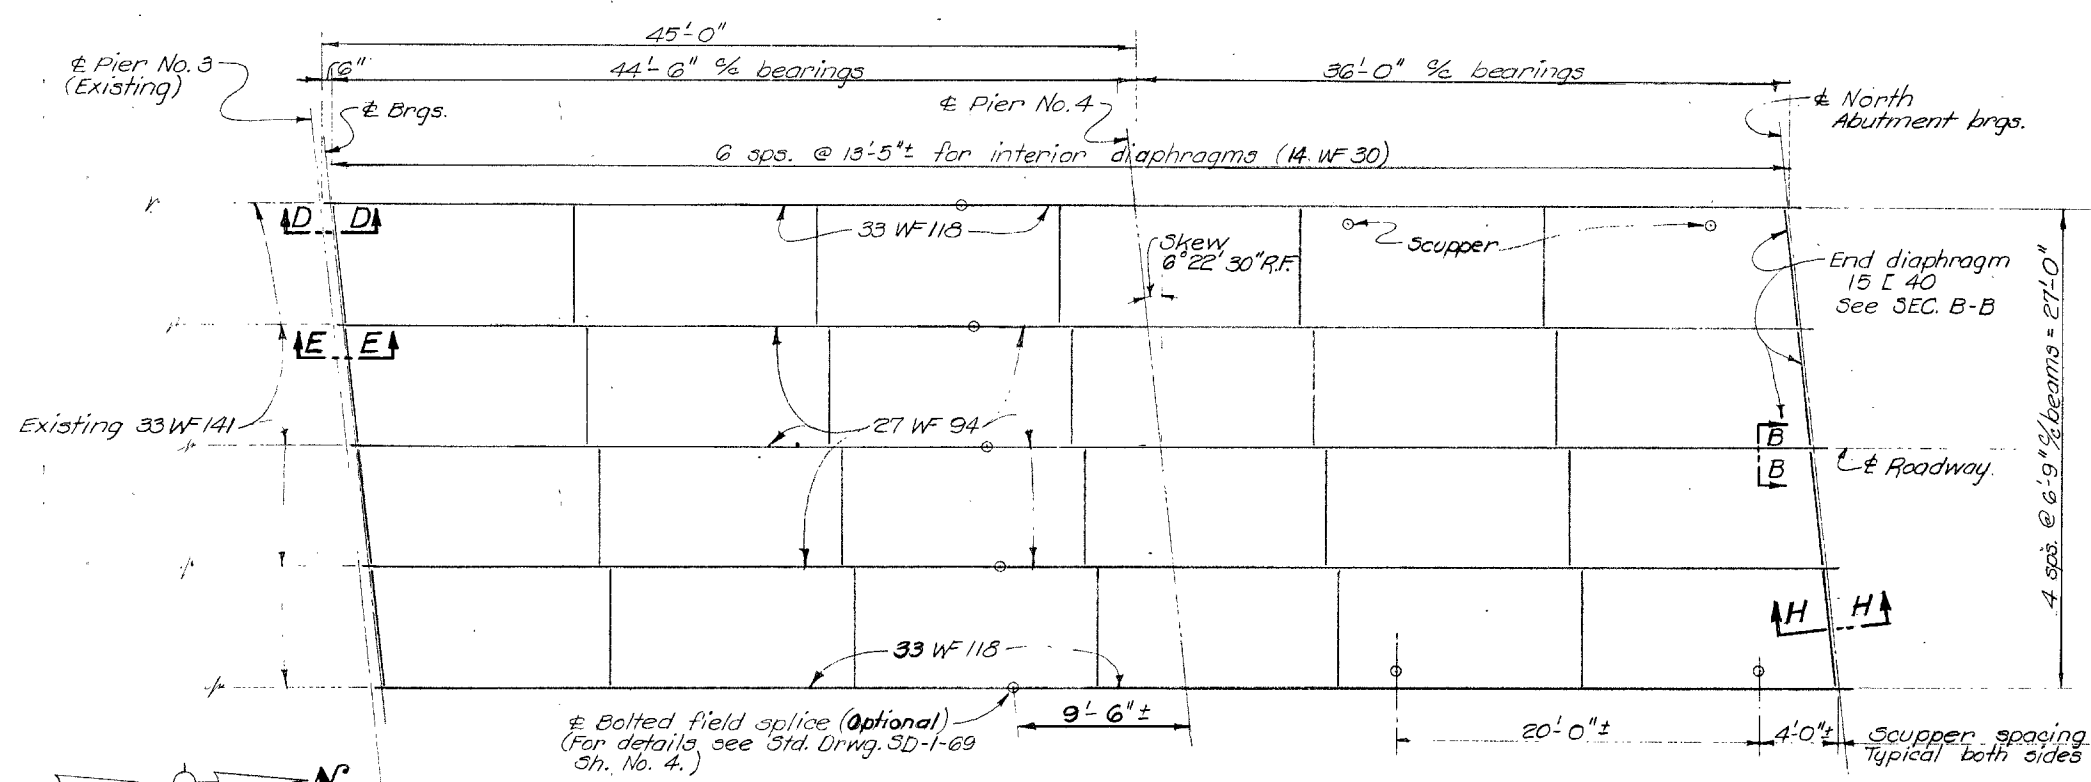 45'-0"
℄ Pier No. 3
(Existing)
6"
44'-6" c/c bearings
36'-0" c/c bearings
℄ Brgs.
℄ Pier No. 4
℄ North
Abutment brgs.
6 sps. @ 13'-5"± for interior diaphragms (14 WF 30)
D D
33 WF 118
Skew
6°22'30" R.F.
Scupper
End diaphragm
15 [ 40
See SEC. B-B
E E
Existing 33 WF 141
27 WF 94
B
B
℄ Roadway
4 sps. @ 6'-9" c/c beams = 27'-0"
H H
33 WF 118
℄ Bolted field splice (Optional)
(For details see Std. Drwg. SD-1-69
Sh. No. 4.)
9'-6"±
20'-0"±
4'-0"±
Scupper spacing
Typical both sides
N